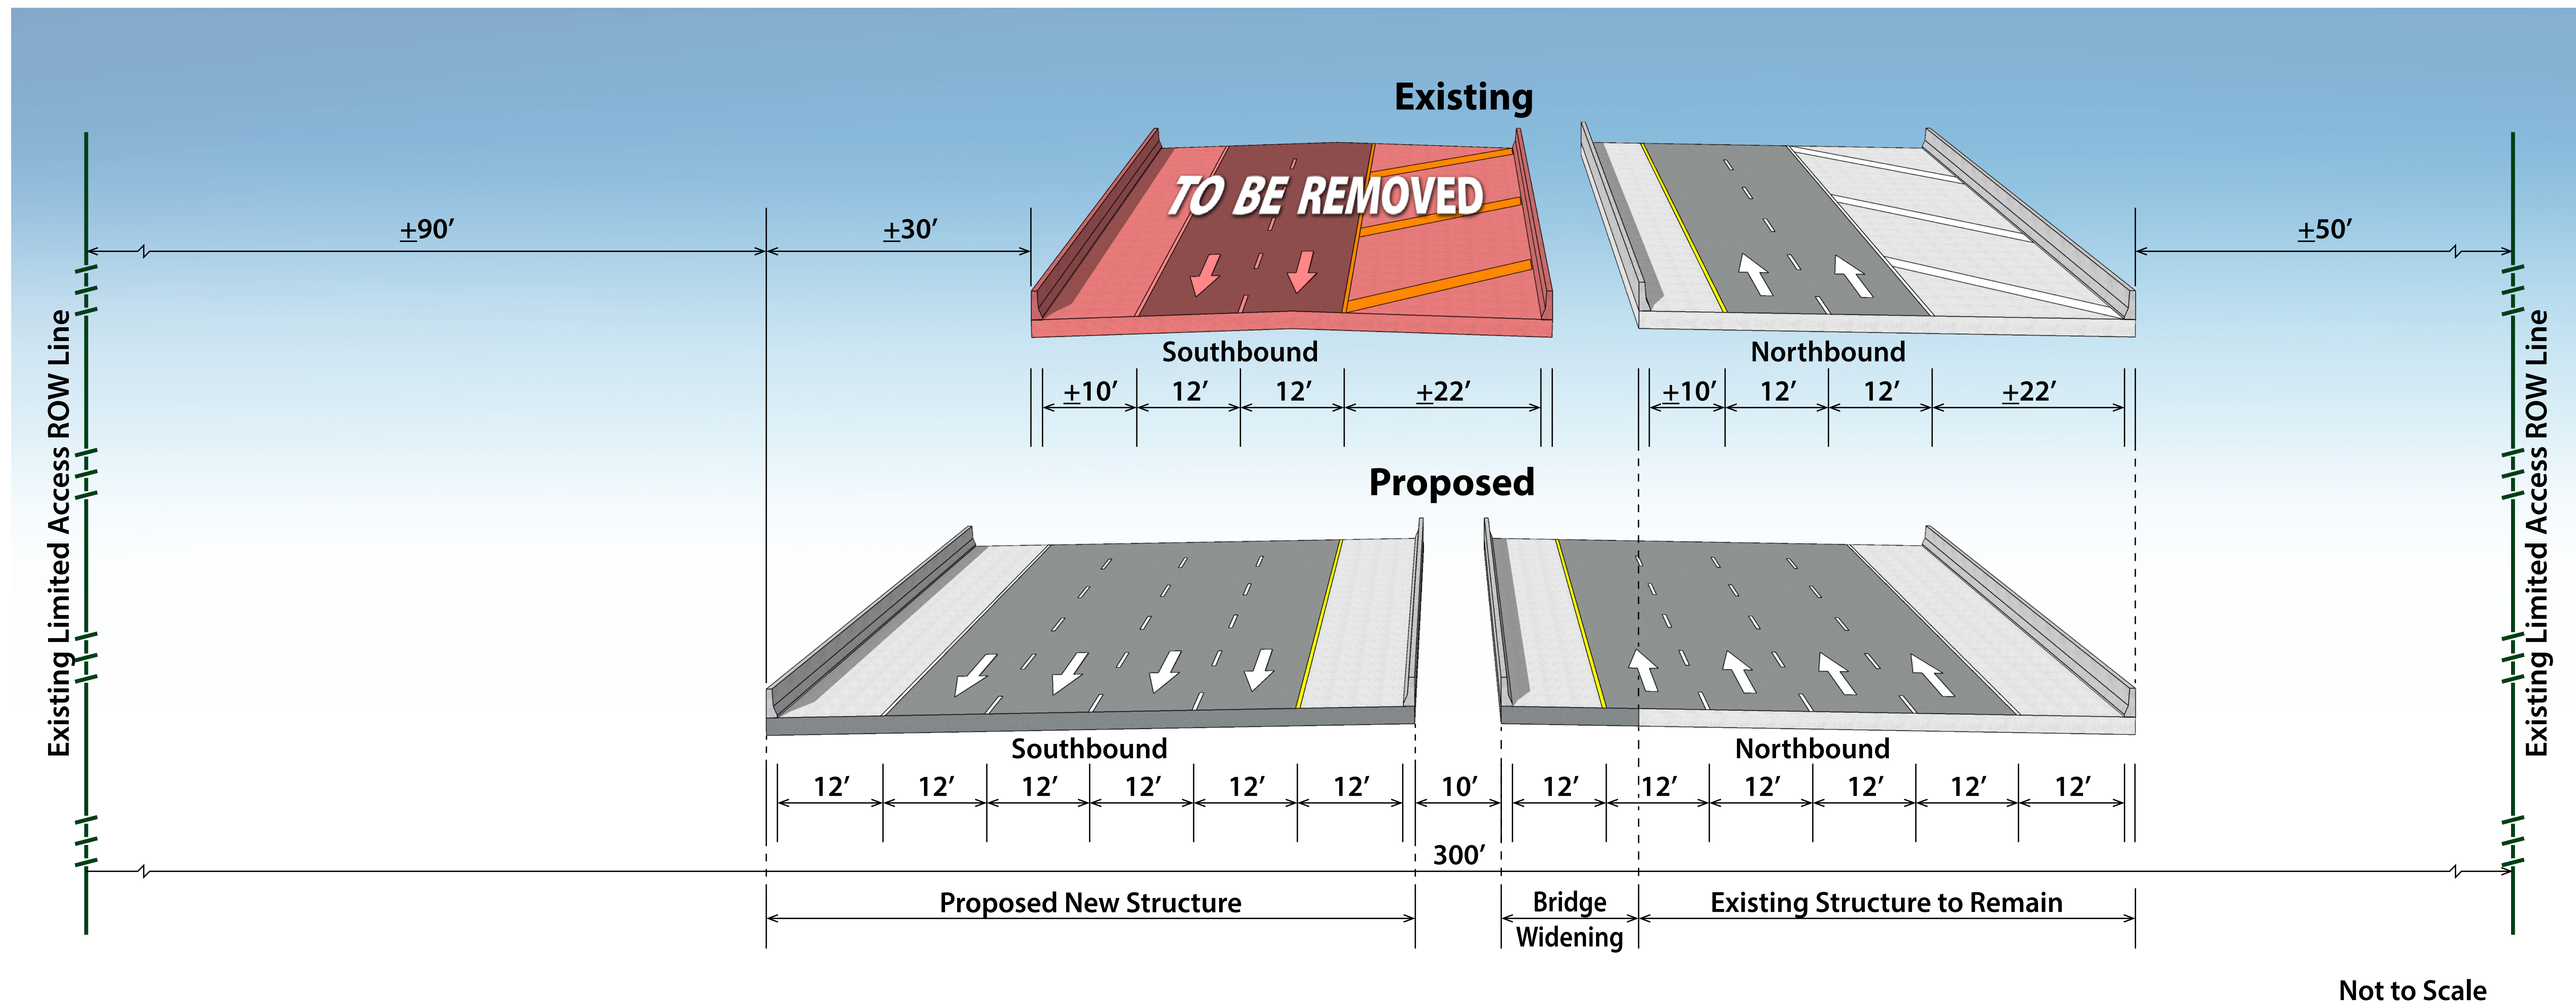 Existing
TO BE REMOVED
±90′
±30′
±50′
Existing Limited Access ROW Line
Existing Limited Access ROW Line
Southbound
Northbound
±10′ 12′ 12′ ±22′
±10′ 12′ 12′ ±22′
Proposed
Southbound
Northbound
12′ 12′ 12′ 12′ 12′ 12′ 10′ 12′ 12′ 12′ 12′ 12′ 12′
300′
Proposed New Structure
Bridge
Widening
Existing Structure to Remain
Not to Scale